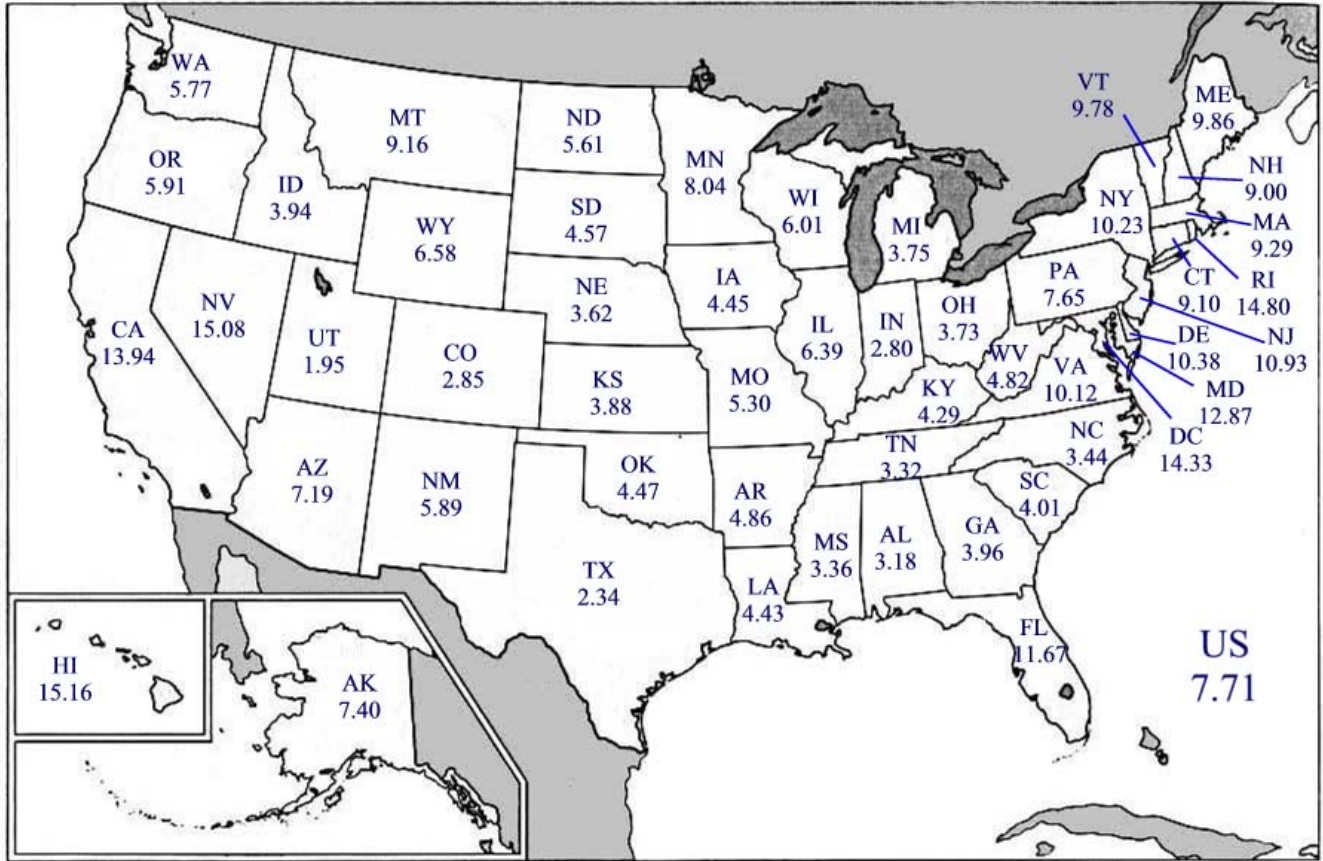 WA
5.77
MT
9.16
ND
5.61
MN
8.04
VT
9.78
ME
9.86
OR
5.91
ID
3.94
WY
6.58
SD
4.57
WI
6.01
MI
3.75
NY
10.23
NH
9.00
MA
9.29
CT
9.10
RI
14.80
NJ
10.93
CA
13.94
NV
15.08
UT
1.95
CO
2.85
NE
3.62
IA
4.45
IL
6.39
IN
2.80
OH
3.73
PA
7.65
DE
10.38
MD
12.87
DC
14.33
KS
3.88
MO
5.30
KY
4.29
WV
4.82
VA
10.12
AZ
7.19
NM
5.89
OK
4.47
AR
4.86
TN
3.32
NC
3.44
SC
4.01
TX
2.34
LA
4.43
MS
3.36
AL
3.18
GA
3.96
FL
11.67
HI
15.16
AK
7.40
US
7.71